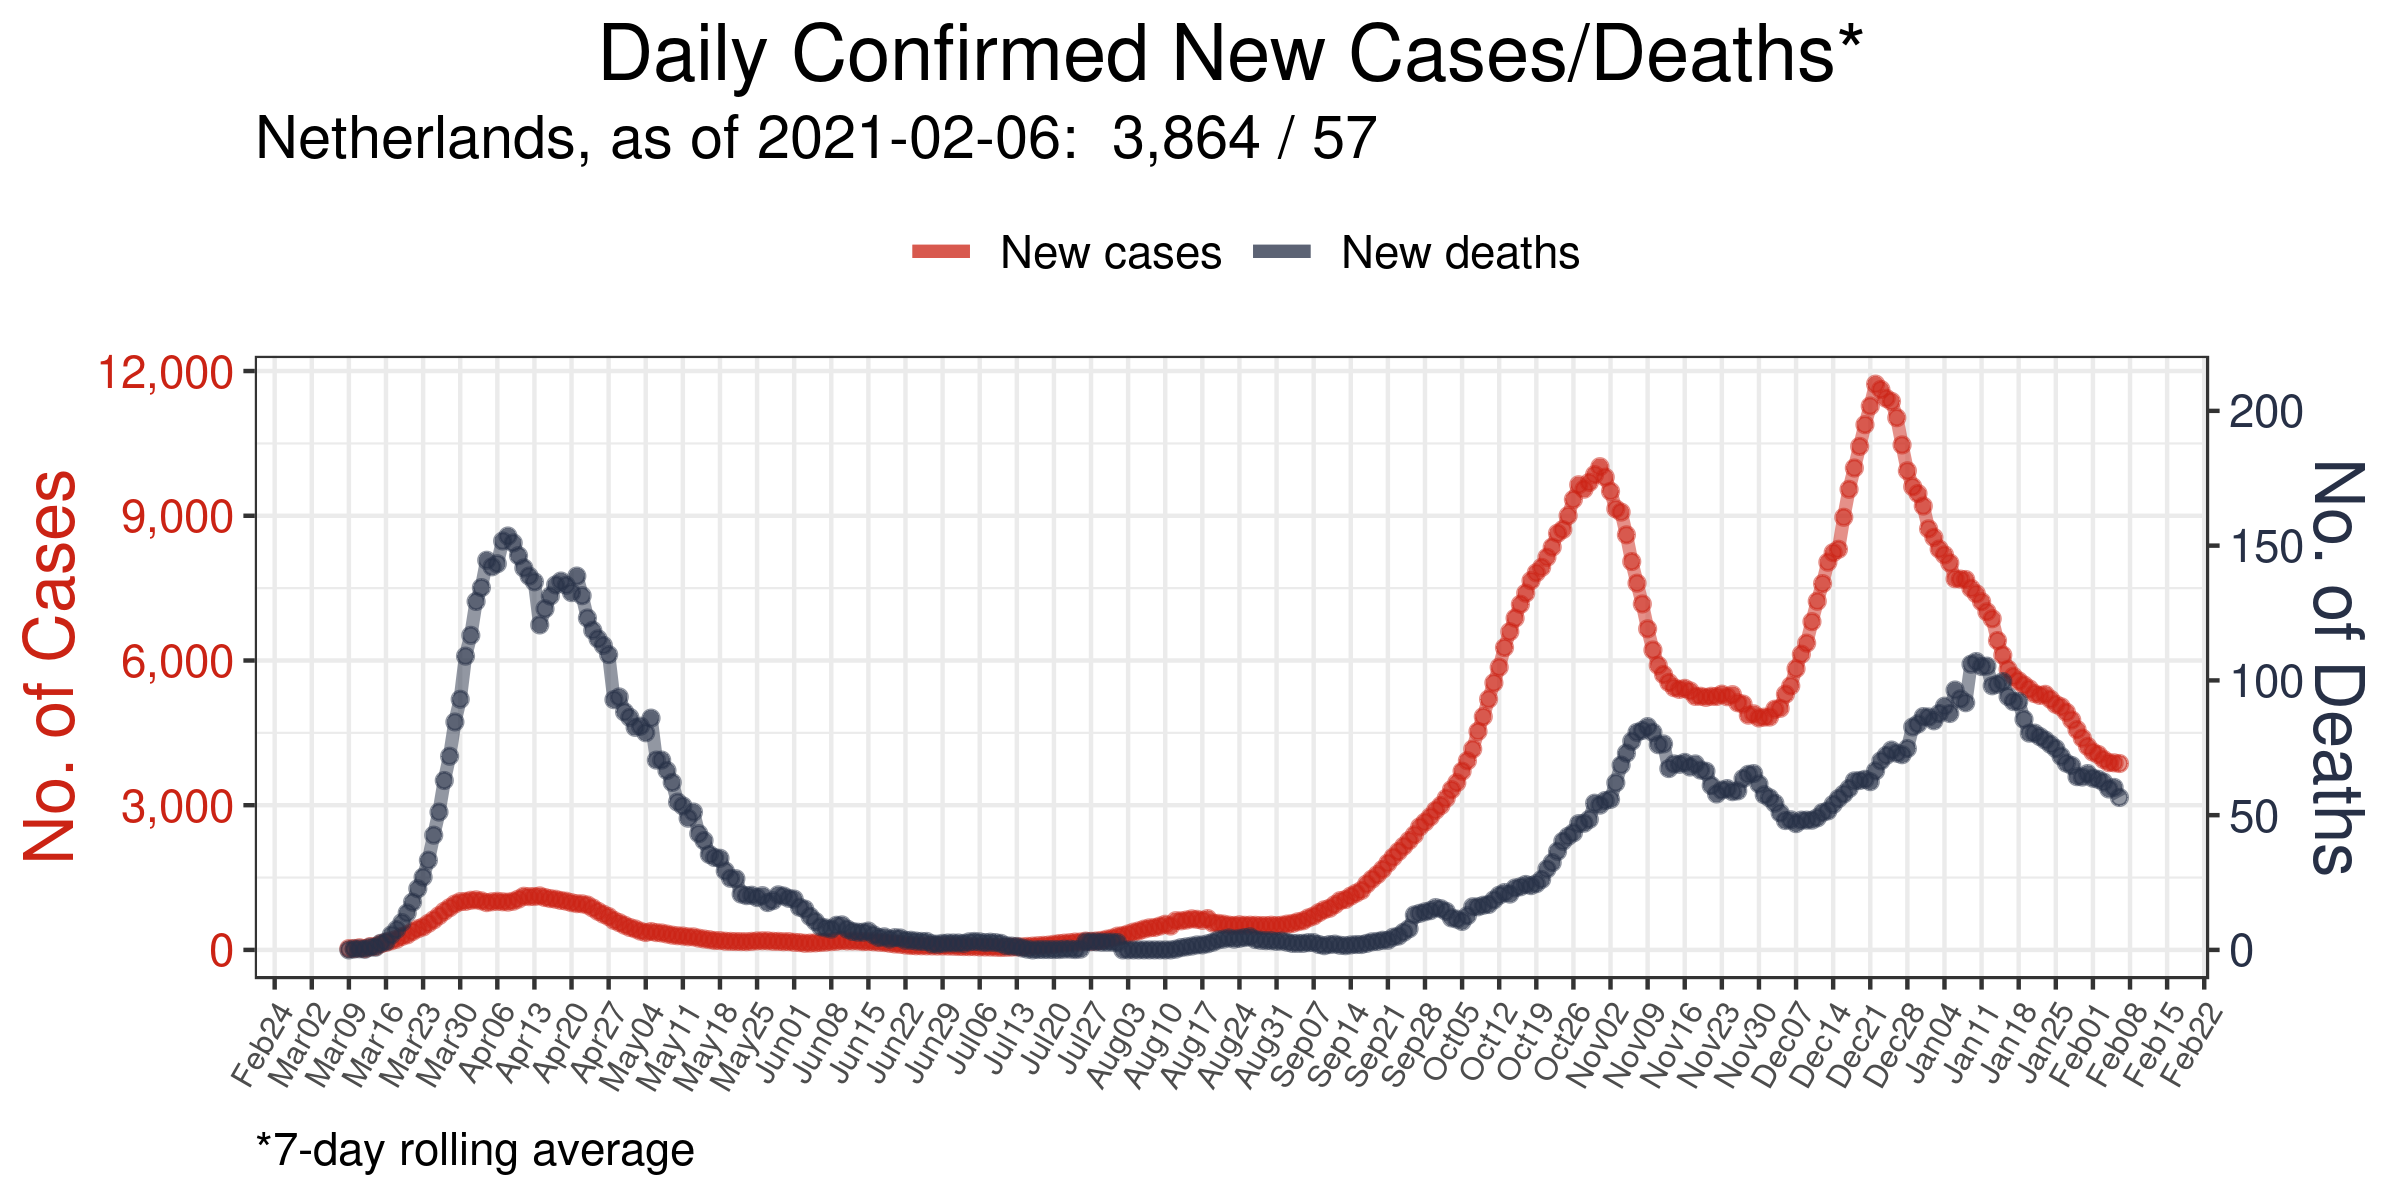 Daily Confirmed New Cases/Deaths*
Netherlands, as of 2021-02-06:  3,864 / 57
New cases
New deaths
No. of Cases
12,000
9,000
6,000
3,000
0
No. of Deaths
200
150
100
50
0
Feb24
Mar02
Mar09
Mar16
Mar23
Mar30
Apr06
Apr13
Apr20
Apr27
May04
May11
May18
May25
Jun01
Jun08
Jun15
Jun22
Jun29
Jul06
Jul13
Jul20
Jul27
Aug03
Aug10
Aug17
Aug24
Aug31
Sep07
Sep14
Sep21
Sep28
Oct05
Oct12
Oct19
Oct26
Nov02
Nov09
Nov16
Nov23
Nov30
Dec07
Dec14
Dec21
Dec28
Jan04
Jan11
Jan18
Jan25
Feb01
Feb08
Feb15
Feb22
*7-day rolling average